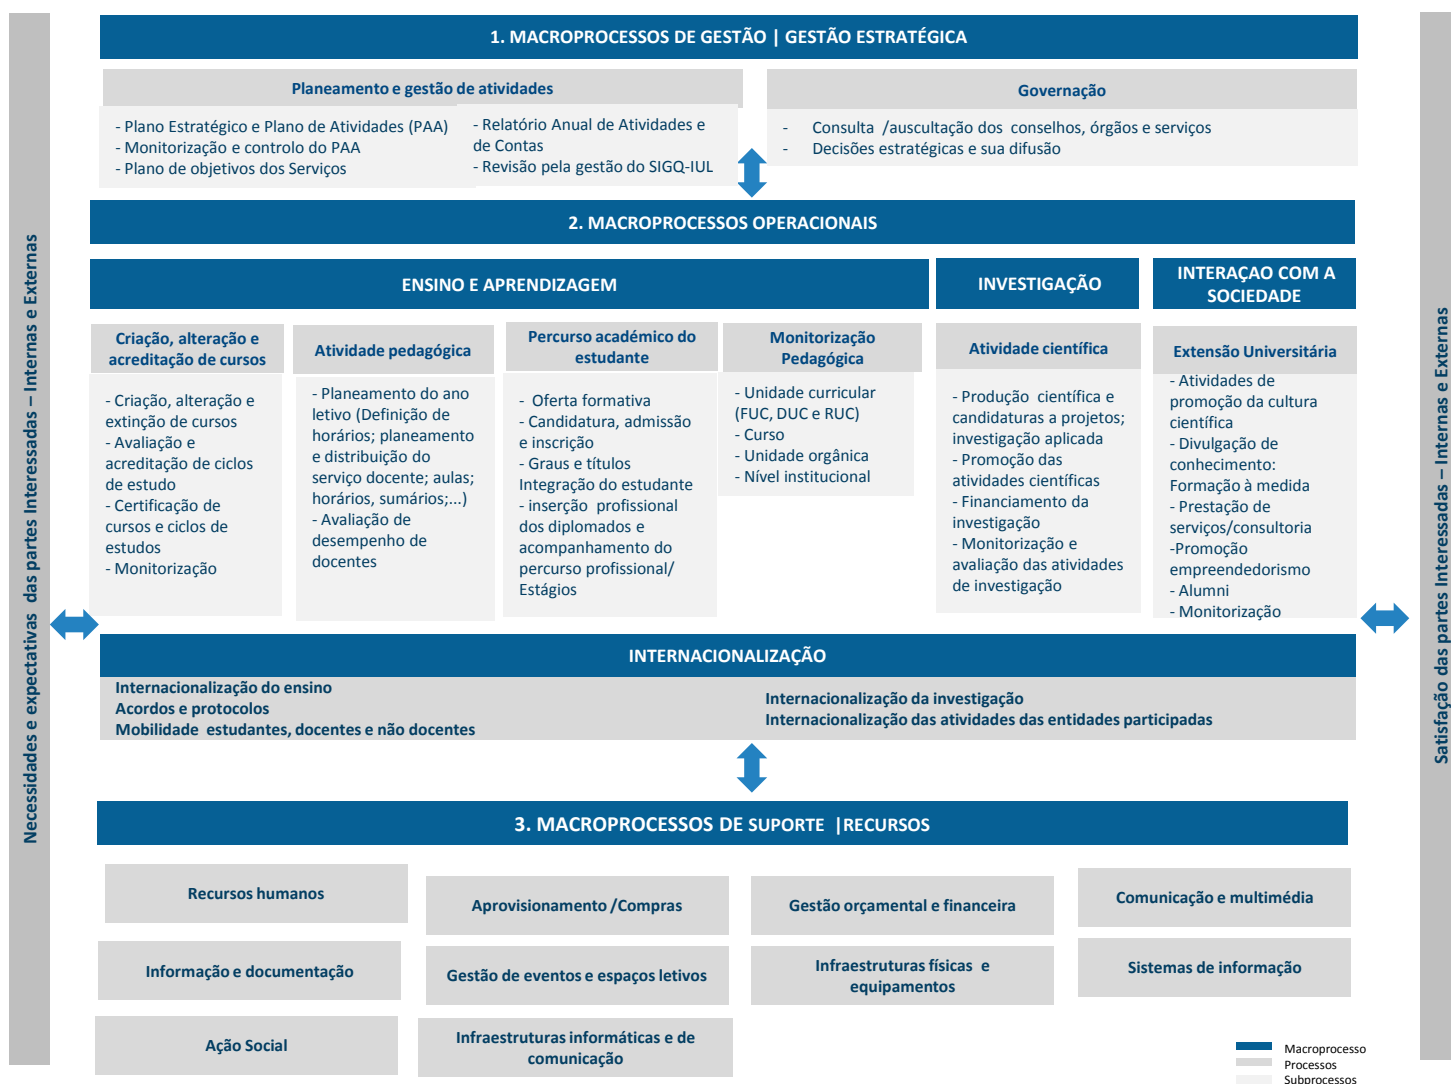 1. MACROPROCESSOS DE GESTÃO | GESTÃO ESTRATÉGICA
Planeamento e gestão de atividades
- Plano Estratégico e Plano de Atividades (PAA)
- Monitorização e controlo do PAA
- Plano de objetivos dos Serviços
- Relatório Anual de Atividades e
de Contas
- Revisão pela gestão do SIGQ-IUL
Governação
- Consulta /auscultação dos conselhos, órgãos e serviços
- Decisões estratégicas e sua difusão
2. MACROPROCESSOS OPERACIONAIS
ENSINO E APRENDIZAGEM
Criação, alteração e
acreditação de cursos
- Criação, alteração e
extinção de cursos
- Avaliação e
acreditação de ciclos
de estudo
- Certificação de
cursos e ciclos de
estudos
- Monitorização
Atividade pedagógica
- Planeamento do ano
letivo (Definição de
horários; planeamento
e distribuição do
serviço docente; aulas;
horários, sumários;...)
- Avaliação de
desempenho de
docentes
Percurso académico do
estudante
- Oferta formativa
- Candidatura, admissão
e inscrição
- Graus e títulos
Integração do estudante
- inserção profissional
dos diplomados e
acompanhamento do
percurso profissional/
Estágios
Monitorização
Pedagógica
- Unidade curricular
(FUC, DUC e RUC)
- Curso
- Unidade orgânica
- Nível institucional
INVESTIGAÇÃO
Atividade científica
- Produção científica e
candidaturas a projetos;
investigação aplicada
- Promoção das
atividades científicas
- Financiamento da
investigação
- Monitorização e
avaliação das atividades
de investigação
INTERAÇAO COM A
SOCIEDADE
Extensão Universitária
- Atividades de
promoção da cultura
científica
- Divulgação de
conhecimento:
Formação à medida
- Prestação de
serviços/consultoria
-Promoção
empreendedorismo
- Alumni
- Monitorização
INTERNACIONALIZAÇÃO
Internacionalização do ensino
Acordos e protocolos
Mobilidade estudantes, docentes e não docentes
Internacionalização da investigação
Internacionalização das atividades das entidades participadas
3. MACROPROCESSOS DE SUPORTE |RECURSOS
Recursos humanos
Aprovisionamento /Compras
Gestão orçamental e financeira
Comunicação e multimédia
Informação e documentação
Gestão de eventos e espaços letivos
Infraestruturas físicas e
equipamentos
Sistemas de informação
Ação Social
Infraestruturas informáticas e de
comunicação
Necessidades e expectativas das partes Interessadas – Internas e Externas
Satisfação das partes Interessadas – Internas e Externas
Macroprocesso
Processos
Subprocessos